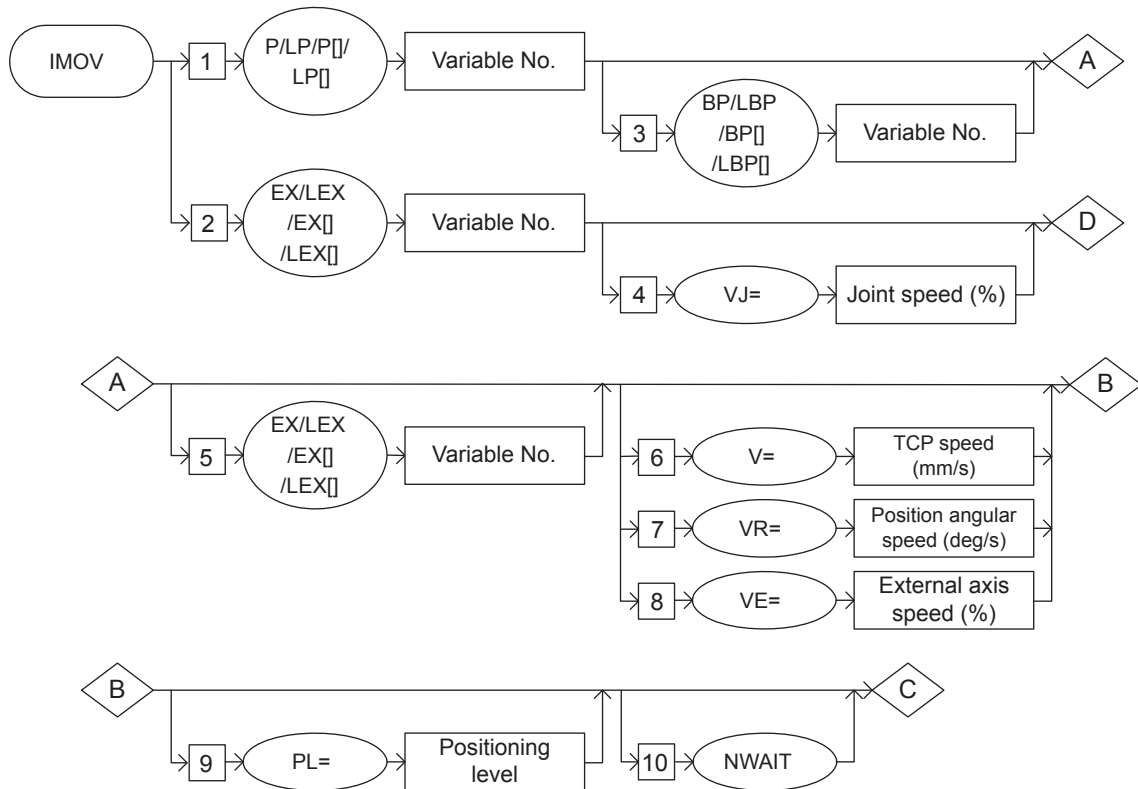 IMOV
1
P/LP/P[]/
LP[]
Variable No.
A
3
BP/LBP
/BP[]
/LBP[]
Variable No.
2
EX/LEX
/EX[]
/LEX[]
Variable No.
D
4
VJ=
Joint speed (%)
A
B
5
EX/LEX
/EX[]
/LEX[]
Variable No.
6
V=
TCP speed
(mm/s)
7
VR=
Position angular
speed (deg/s)
8
VE=
External axis
speed (%)
B
C
9
PL=
Positioning
level
10
NWAIT